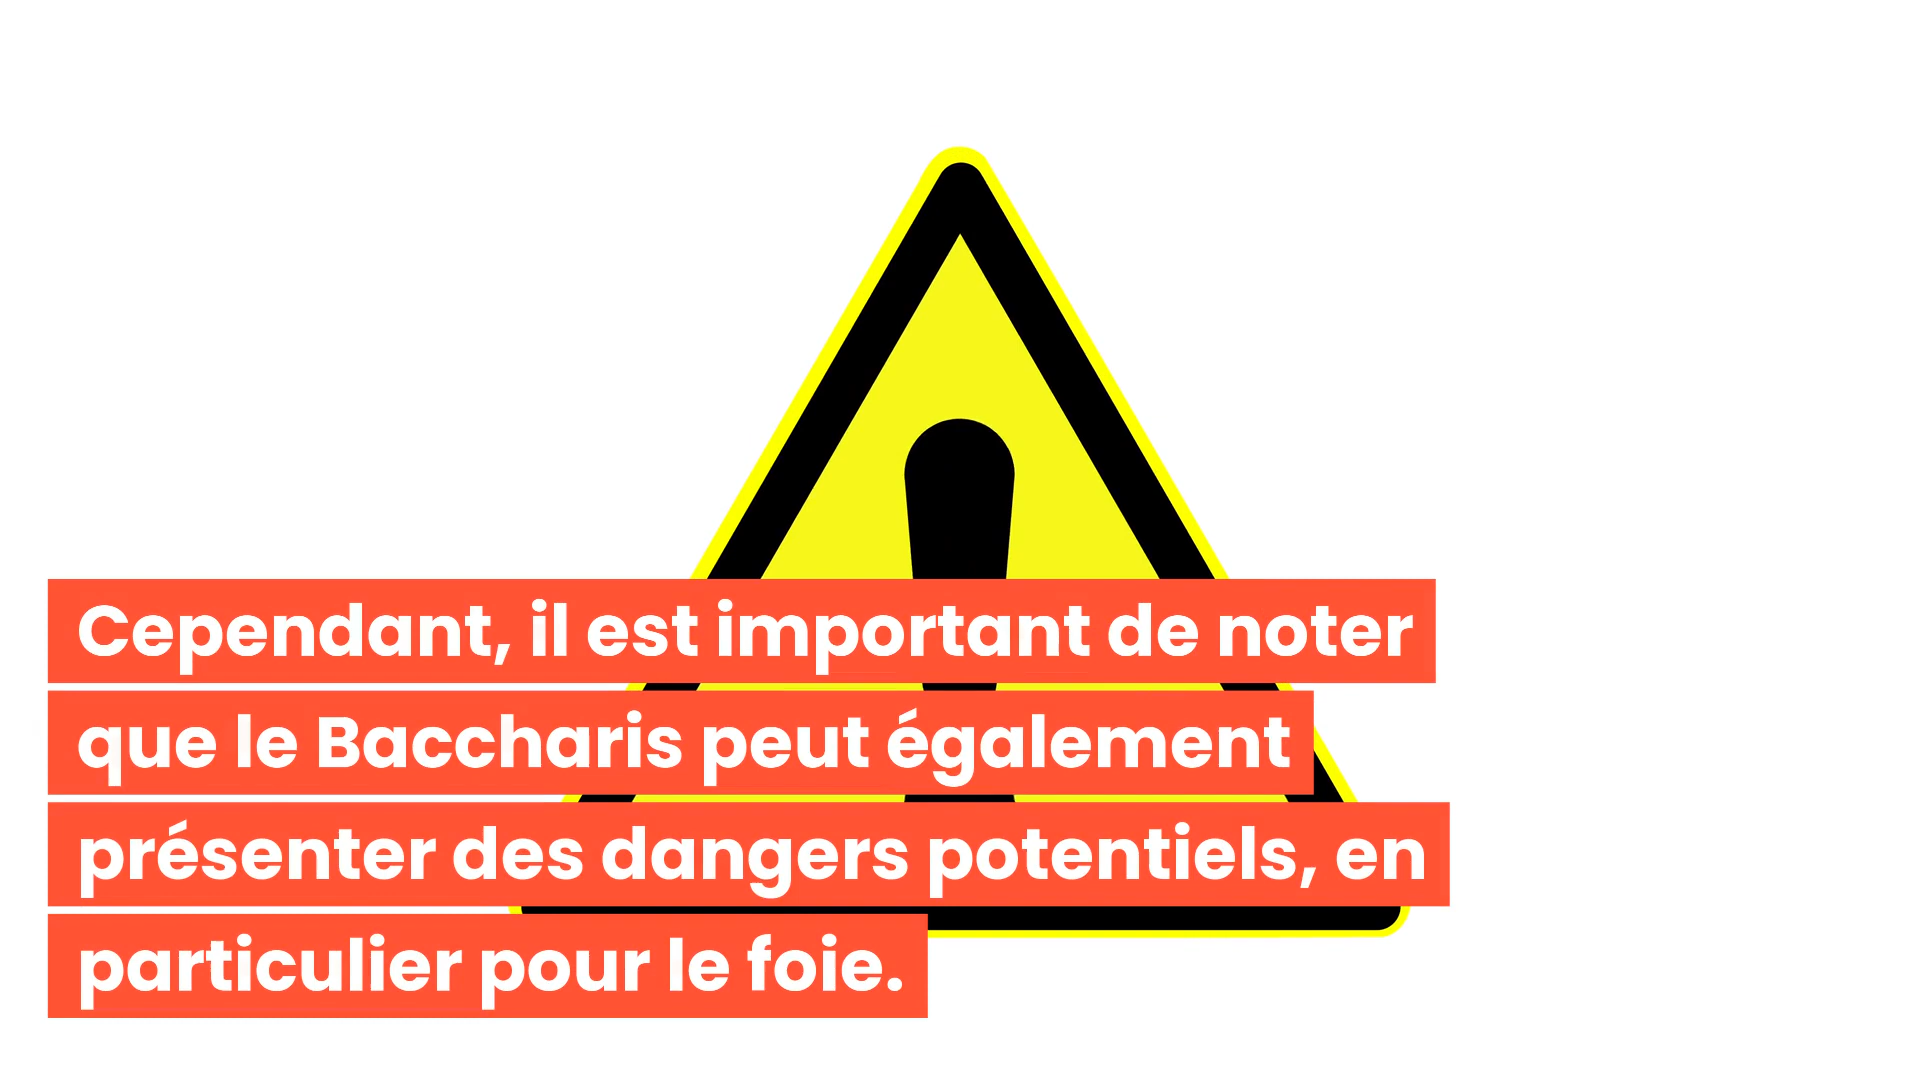 Cependant, il est important de noter
que le Baccharis peut également
présenter des dangers potentiels, en
particulier pour le foie.